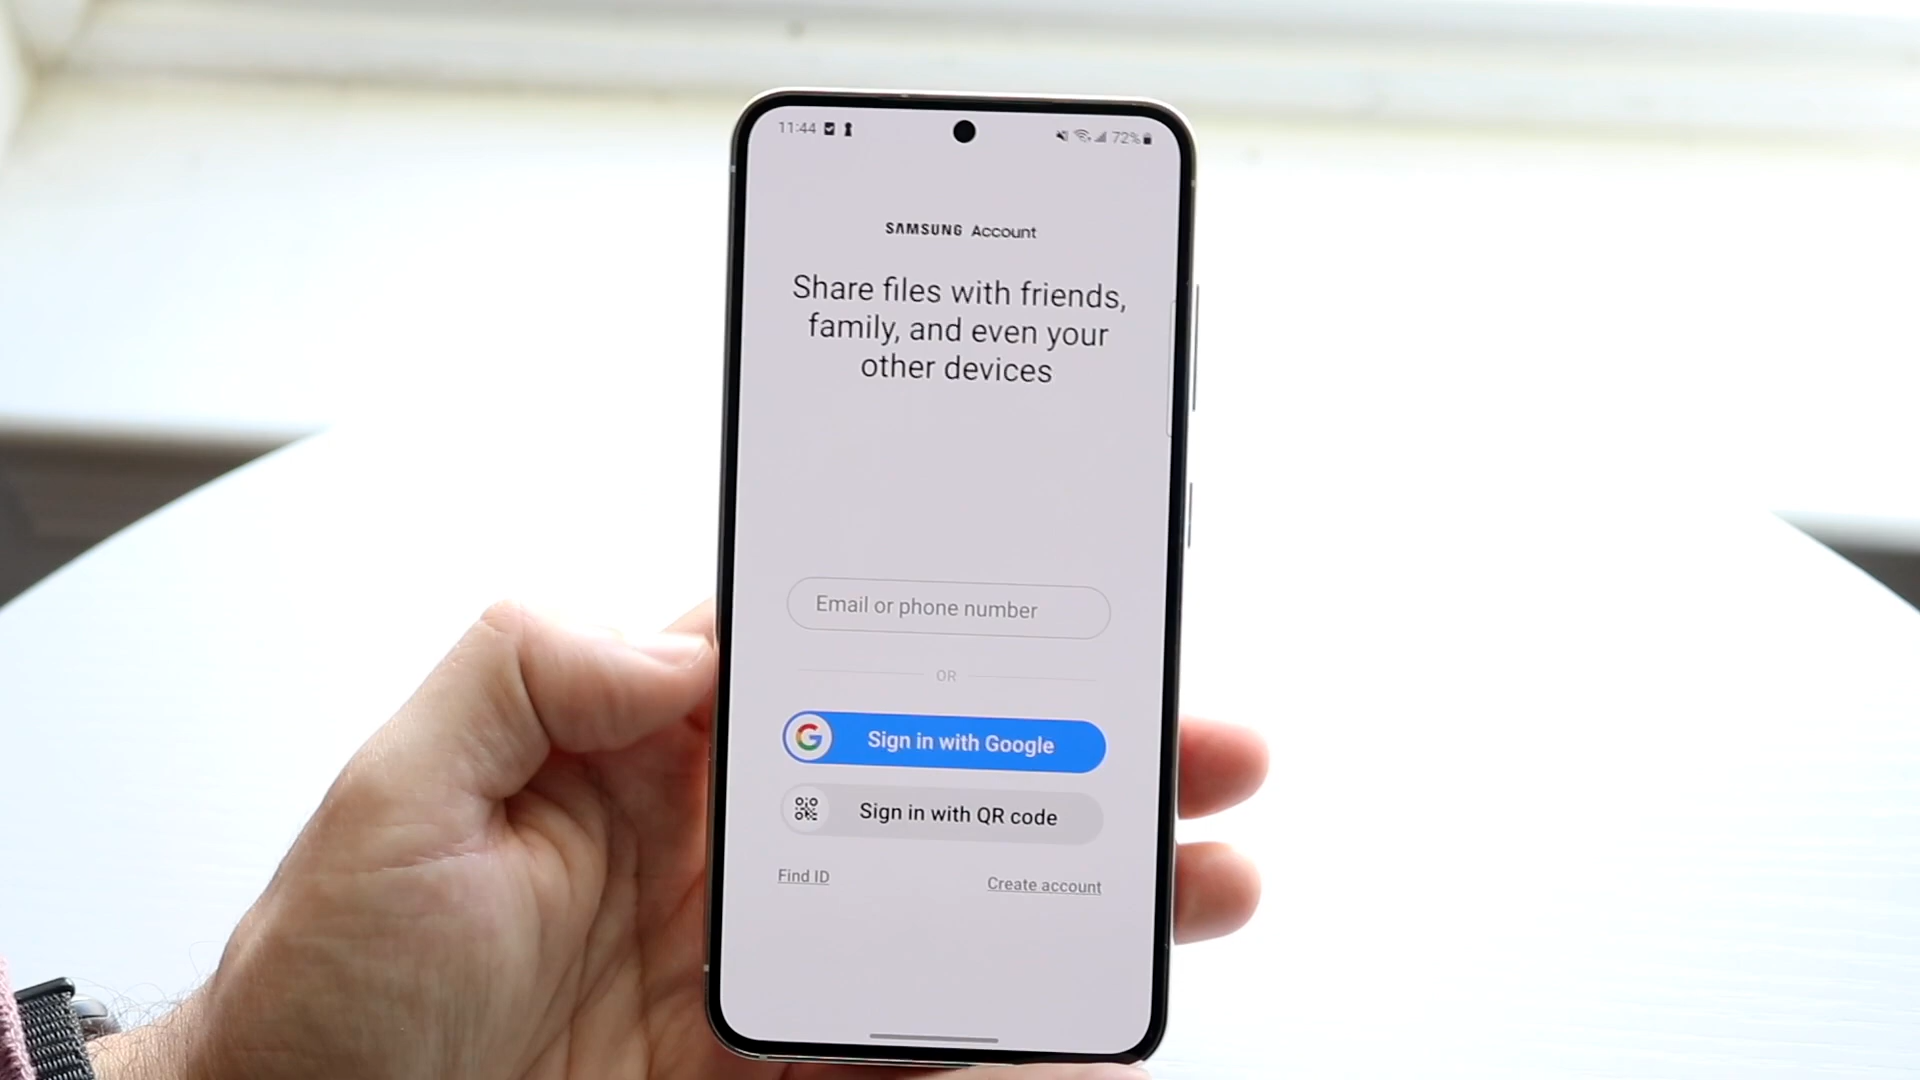 11:44
72%
SAMSUNG Account
Share files with friends,
family, and even your
other devices
Email or phone number
OR
Sign in with Google
Sign in with QR code
Find ID
Create account